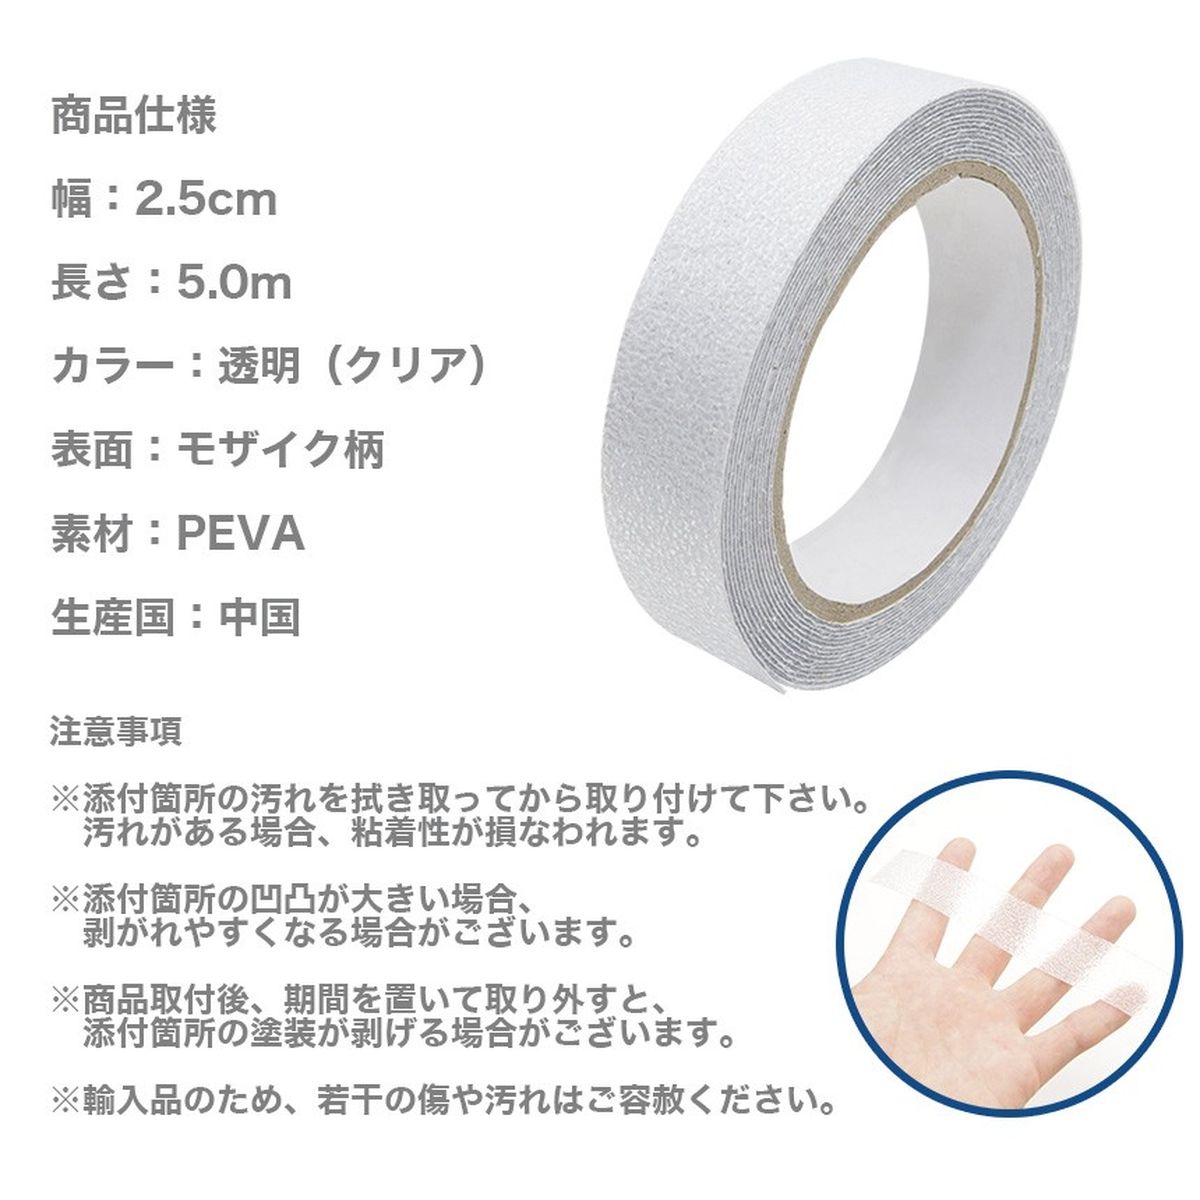 商品仕様
幅：2.5cm
長さ：5.0m
カラー：透明（クリア）
表面：モザイク柄
素材：PEVA
生産国：中国
注意事項
※添付箇所の汚れを拭き取ってから取り付けて下さい。
汚れがある場合、粘着性が損なわれます。
※添付箇所の凹凸が大きい場合、
剥がれやすくなる場合がございます。
※商品取付後、期間を置いて取り外すと、
添付箇所の塗装が剥げる場合がございます。
※輸入品のため、若干の傷や汚れはご容赦ください。